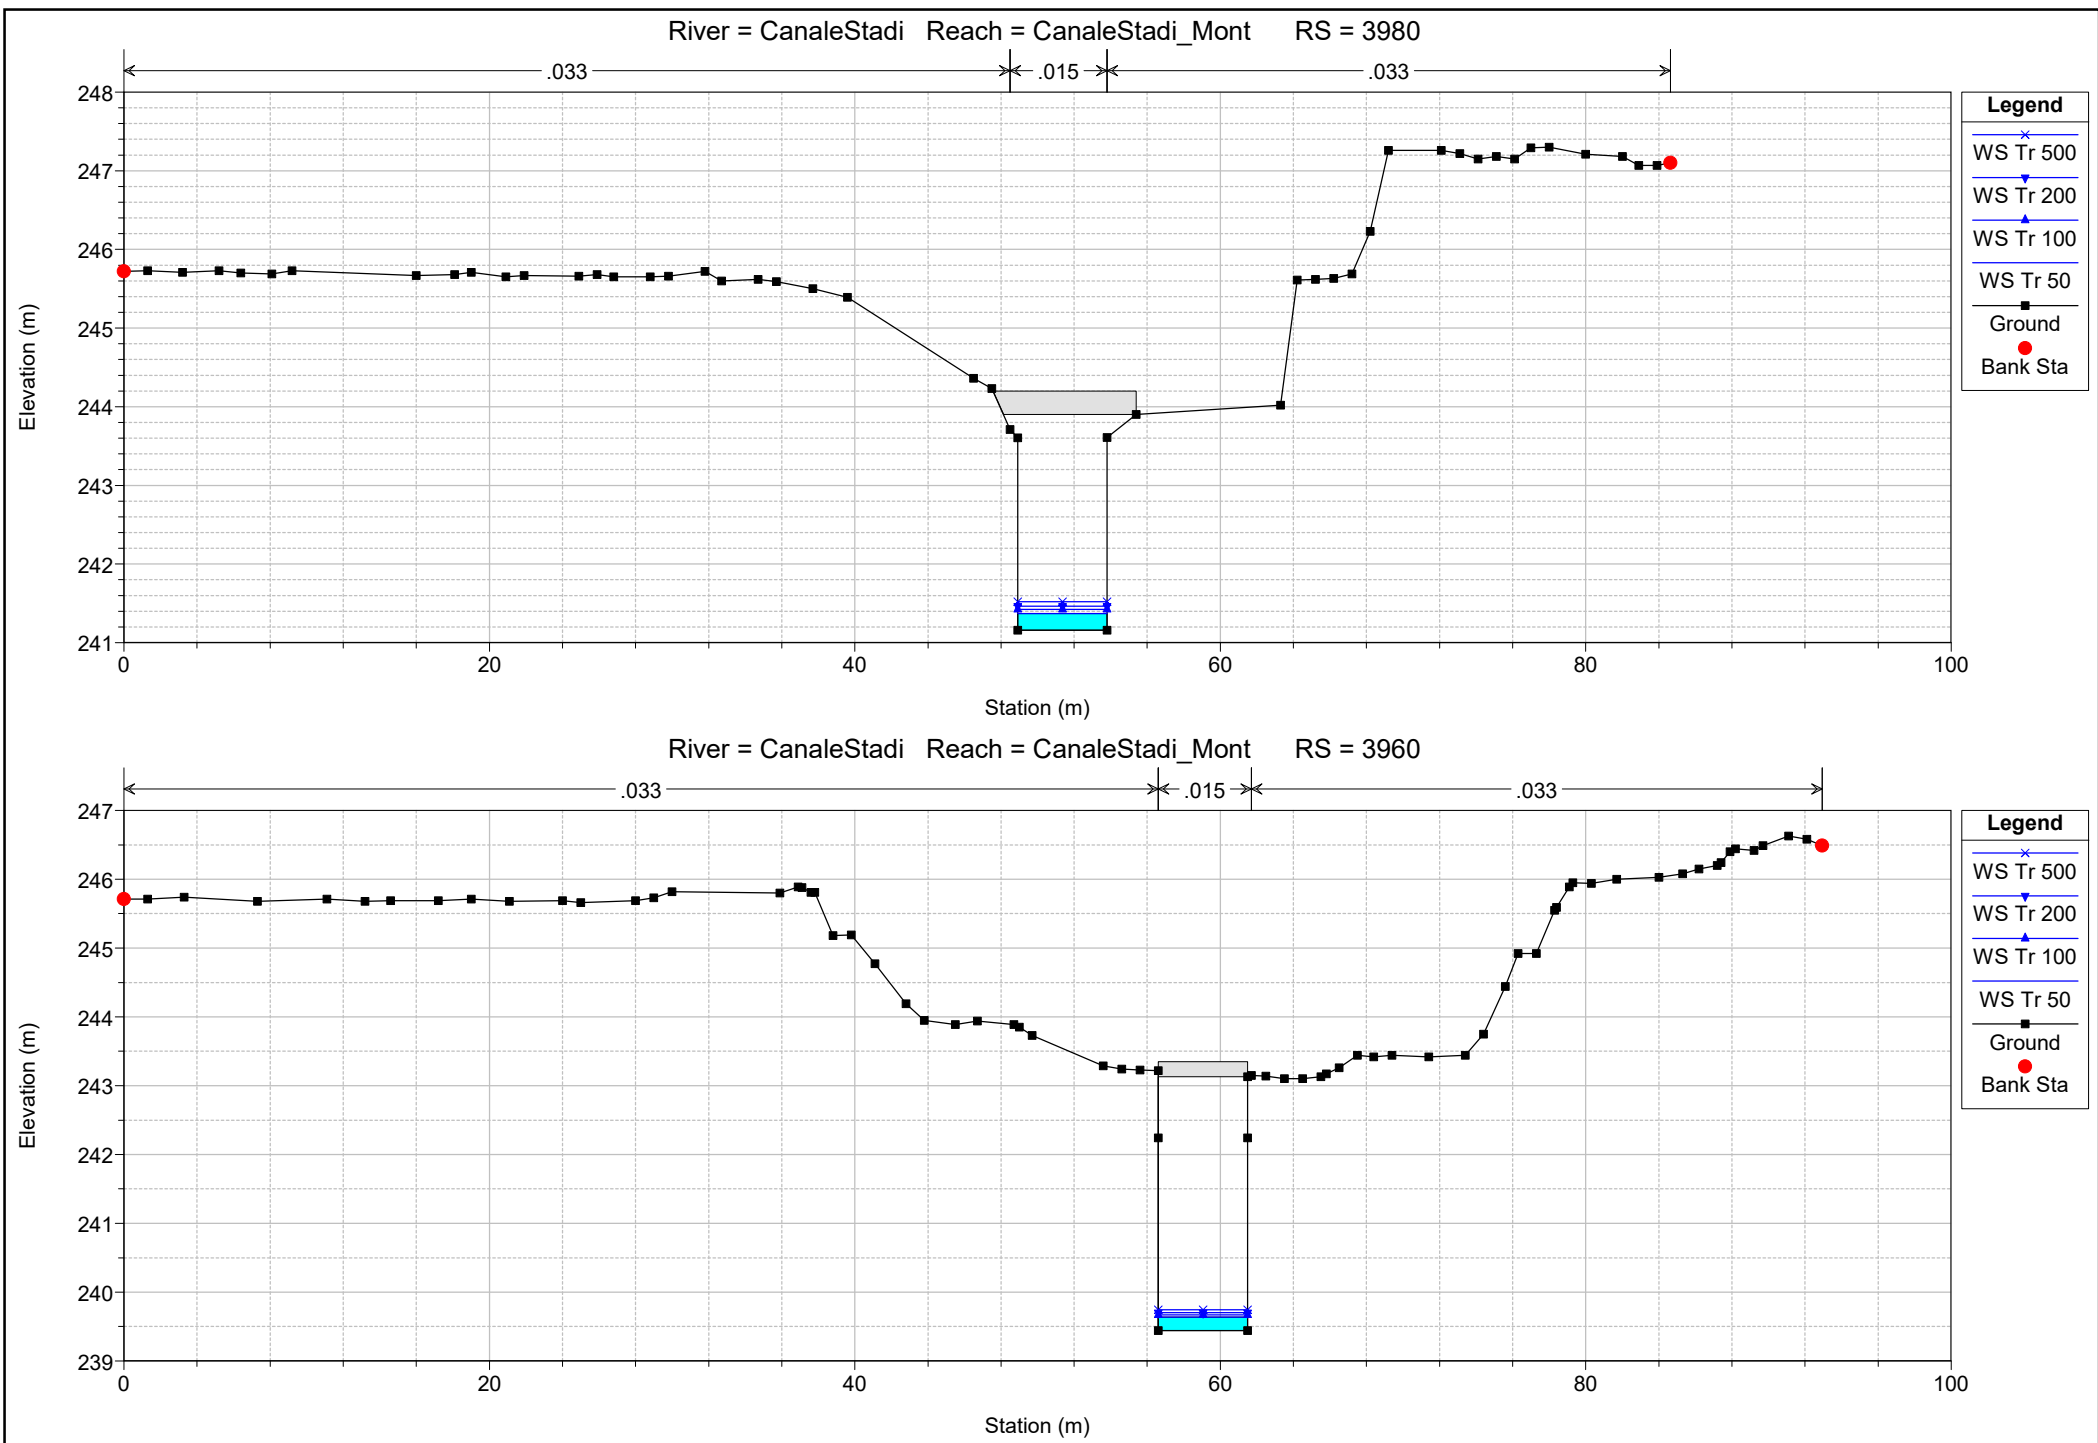 River = CanaleStadi Reach = CanaleStadi_Mont RS = 3980
.033 .015 .033
248
247
246
245
244
243
242
241
0 20 40 60 80 100
Elevation (m)
Station (m)
Legend
WS Tr 500
WS Tr 200
WS Tr 100
WS Tr 50
Ground
Bank Sta
River = CanaleStadi Reach = CanaleStadi_Mont RS = 3960
.033 .015 .033
247
246
245
244
243
242
241
240
239
0 20 40 60 80 100
Elevation (m)
Station (m)
Legend
WS Tr 500
WS Tr 200
WS Tr 100
WS Tr 50
Ground
Bank Sta